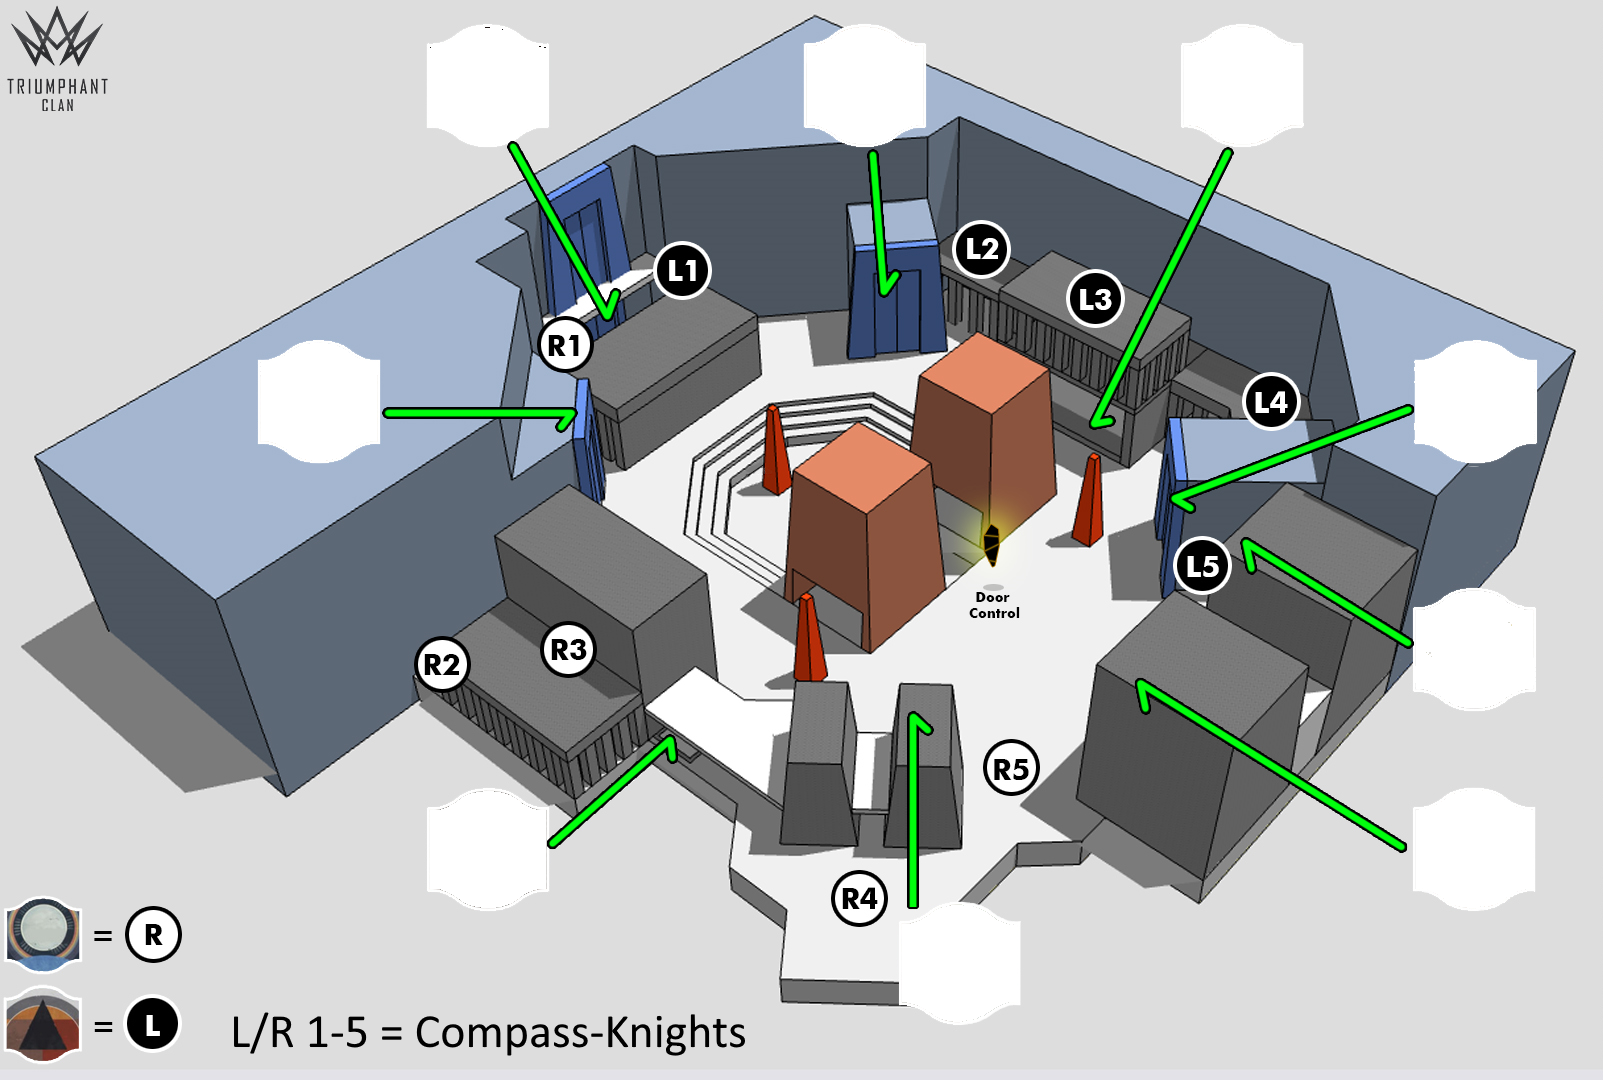 TRIUMPHANT
CLAN
L1
L2
L3
R1
L4
L5
Door
Control
R2
R3
R5
R4
= R
= L
L/R 1-5 = Compass-Knights